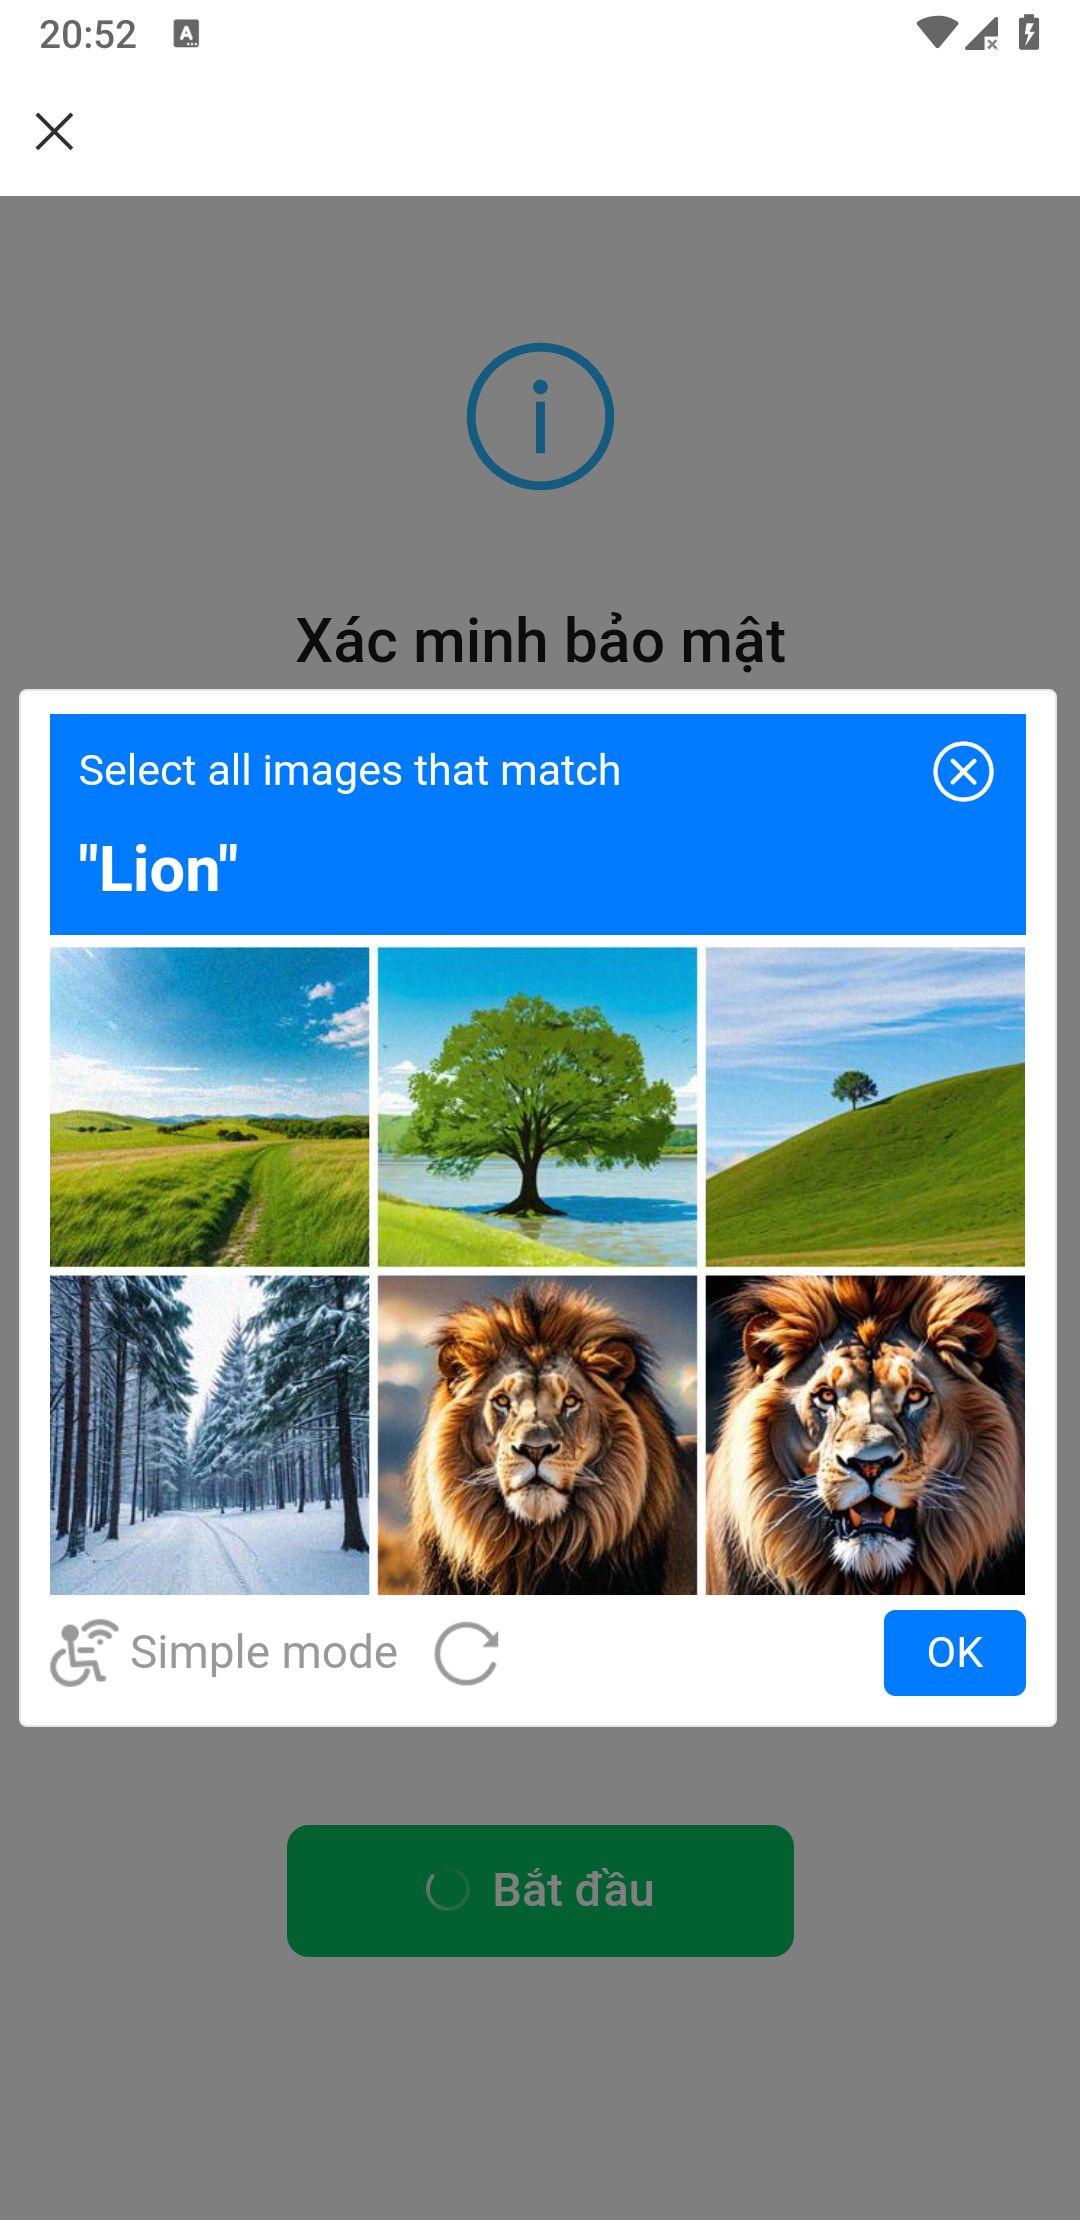 20:52
A
Xác minh bảo mật
Select all images that match
"Lion"
Simple mode
OK
Bắt đầu